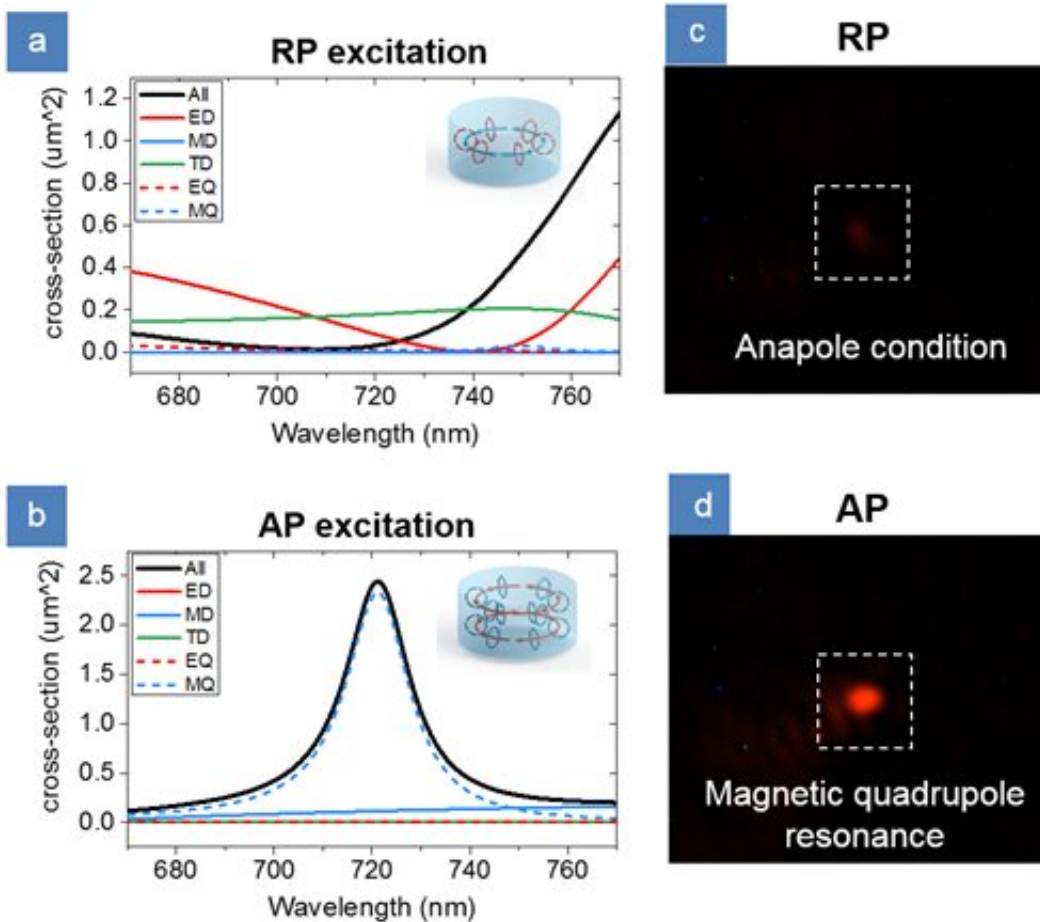 a
RP excitation
All
ED
MD
TD
EQ
MQ
cross-section (um^2)
1.2
1.0
0.8
0.6
0.4
0.2
0.0
680 700 720 740 760
Wavelength (nm)
b
AP excitation
All
ED
MD
TD
EQ
MQ
cross-section (um^2)
2.5
2.0
1.5
1.0
0.5
0.0
680 700 720 740 760
Wavelength (nm)
c
RP
Anapole condition
d
AP
Magnetic quadrupole
resonance